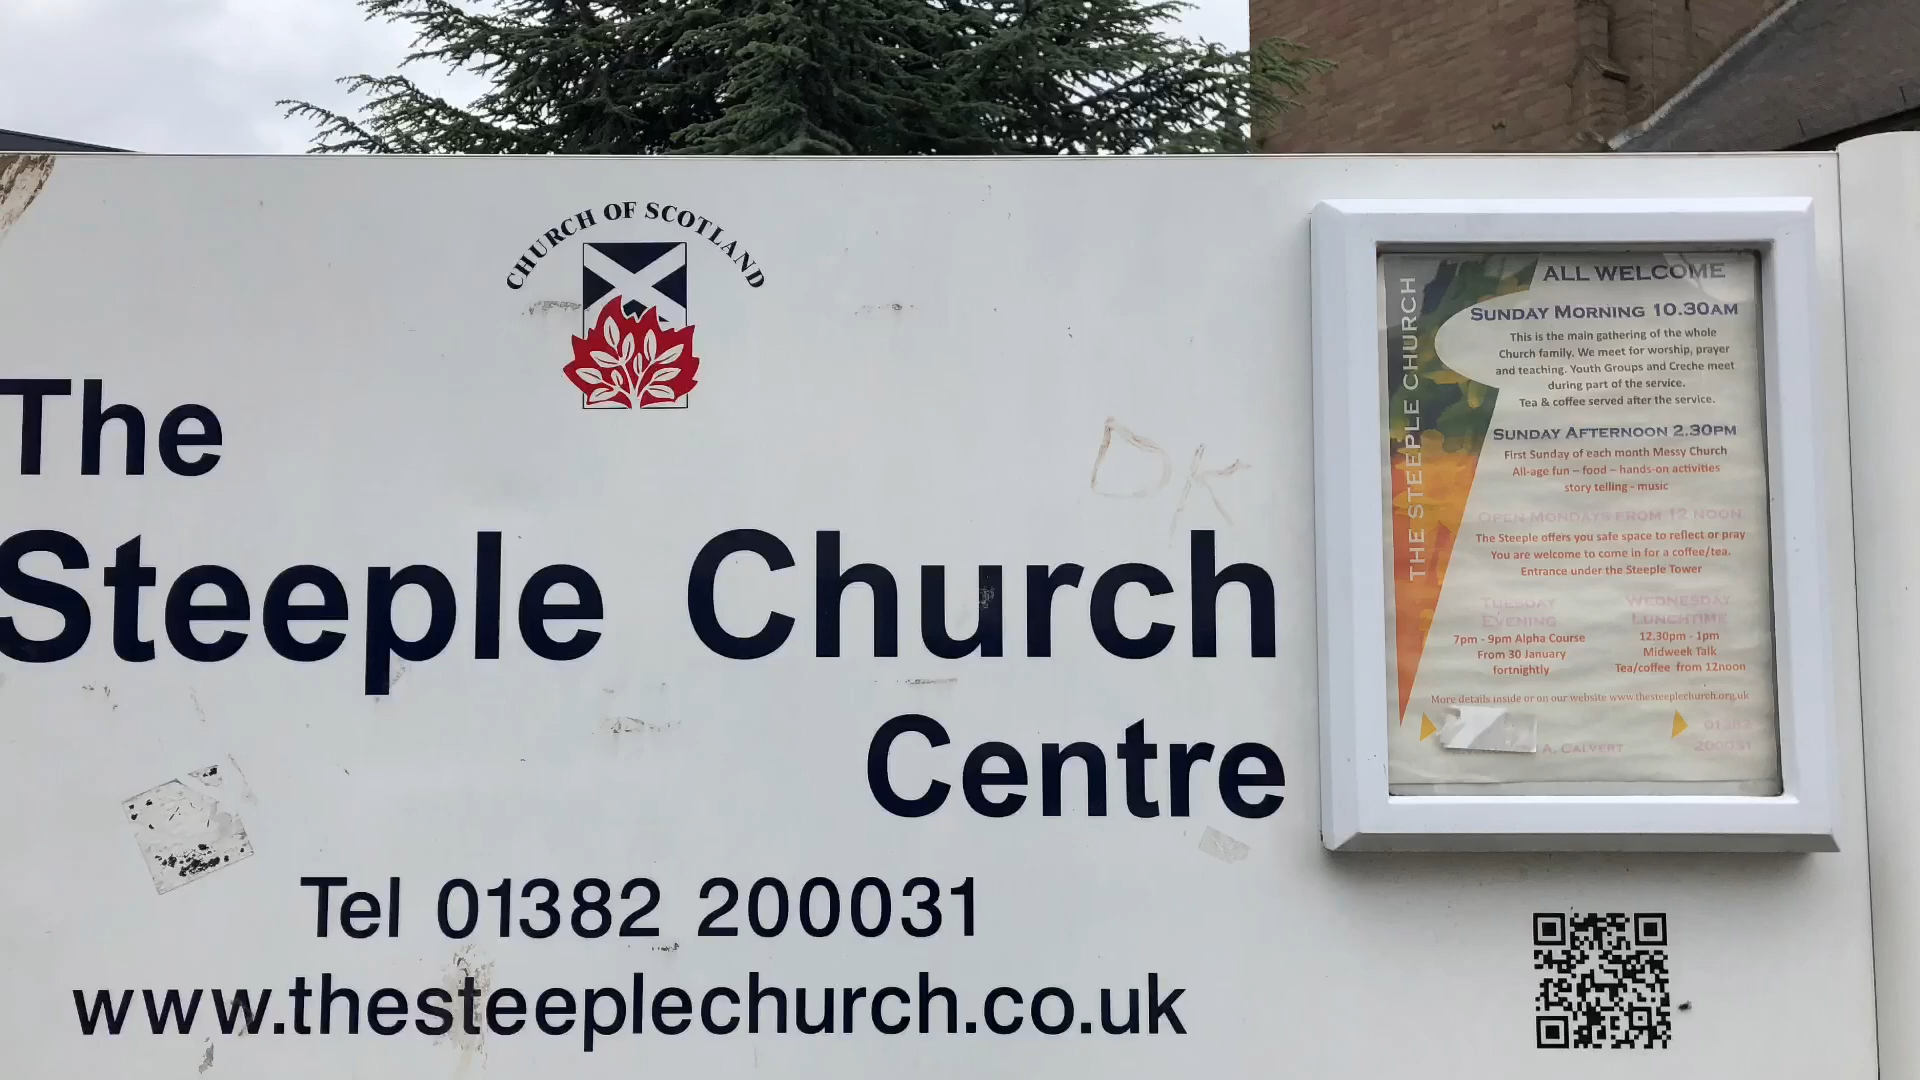 CHURCH OF SCOTLAND
The
Steeple Church
Centre
Tel 01382 200031
www.thesteeplechurch.co.uk
DK
THE STEEPLE CHURCH
ALL WELCOME
SUNDAY MORNING 10.30AM
This is the main gathering of the whole
Church family. We meet for worship, prayer
and teaching. Youth Groups and Creche meet
during part of the service.
Tea & coffee served after the service.
SUNDAY AFTERNOON 2.30PM
First Sunday of each month Messy Church
All-age fun – food – hands-on activities
story telling - music
OPEN MONDAYS FROM 12 NOON
The Steeple offers you safe space to reflect or pray
You are welcome to come in for a coffee/tea.
Entrance under the Steeple Tower
TUESDAY
EVENING
7pm - 9pm Alpha Course
From 30 January
fortnightly
WEDNESDAY
LUNCHTIME
12.30pm - 1pm
Midweek Talk
Tea/coffee from 12noon
More details inside or on our website www.thesteeplechurch.org.uk
A. CALVERT
01382
200031